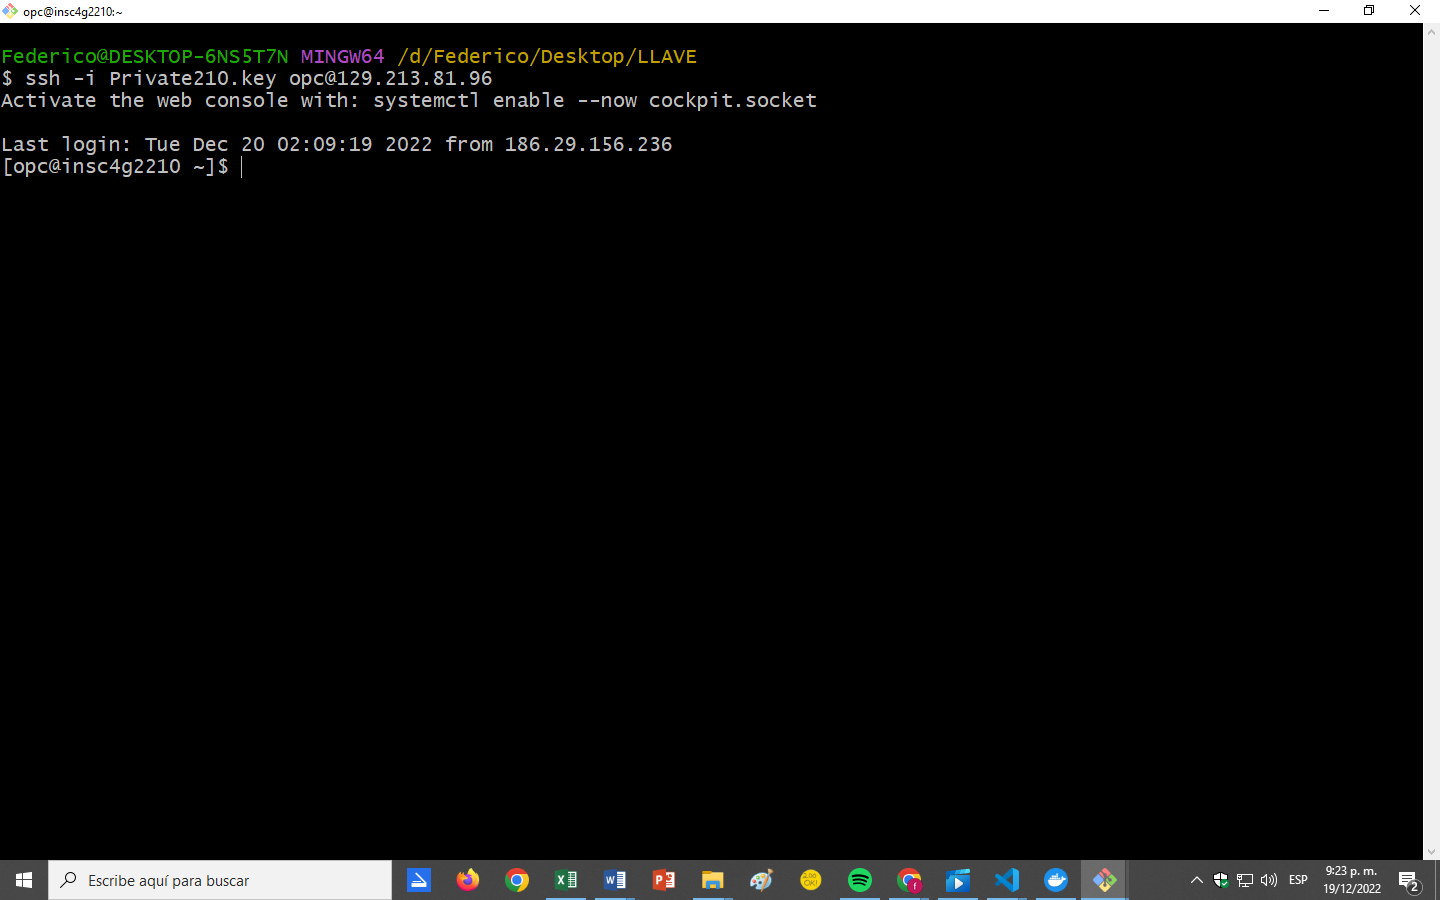 opc@insc4g2210:~
Federico@DESKTOP-6NS5T7N MINGW64 /d/Federico/Desktop/LLAVE
$ ssh -i Private210.key opc@129.213.81.96
Activate the web console with: systemctl enable --now cockpit.socket
Last login: Tue Dec 20 02:09:19 2022 from 186.29.156.236
[opc@insc4g2210 ~]$
Escribe aquí para buscar
ESP
9:23 p. m.
19/12/2022
2